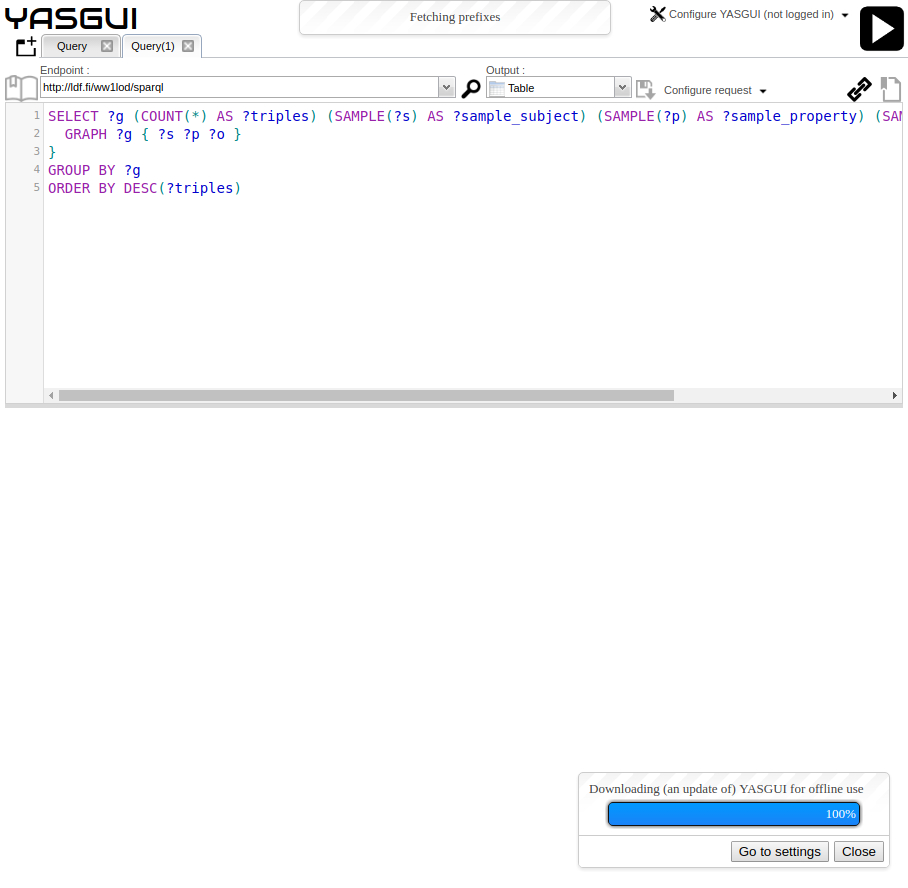 YASGUI
Fetching prefixes
Configure YASGUI (not logged in)
Query
Query(1)
Endpoint :
Output :
http://ldf.fi/ww1lod/sparql
Table
Configure request
1 SELECT ?g (COUNT(*) AS ?triples) (SAMPLE(?s) AS ?sample_subject) (SAMPLE(?p) AS ?sample_property) (SAM
2 GRAPH ?g { ?s ?p ?o }
3 }
4 GROUP BY ?g
5 ORDER BY DESC(?triples)
Downloading (an update of) YASGUI for offline use
100%
Go to settings
Close